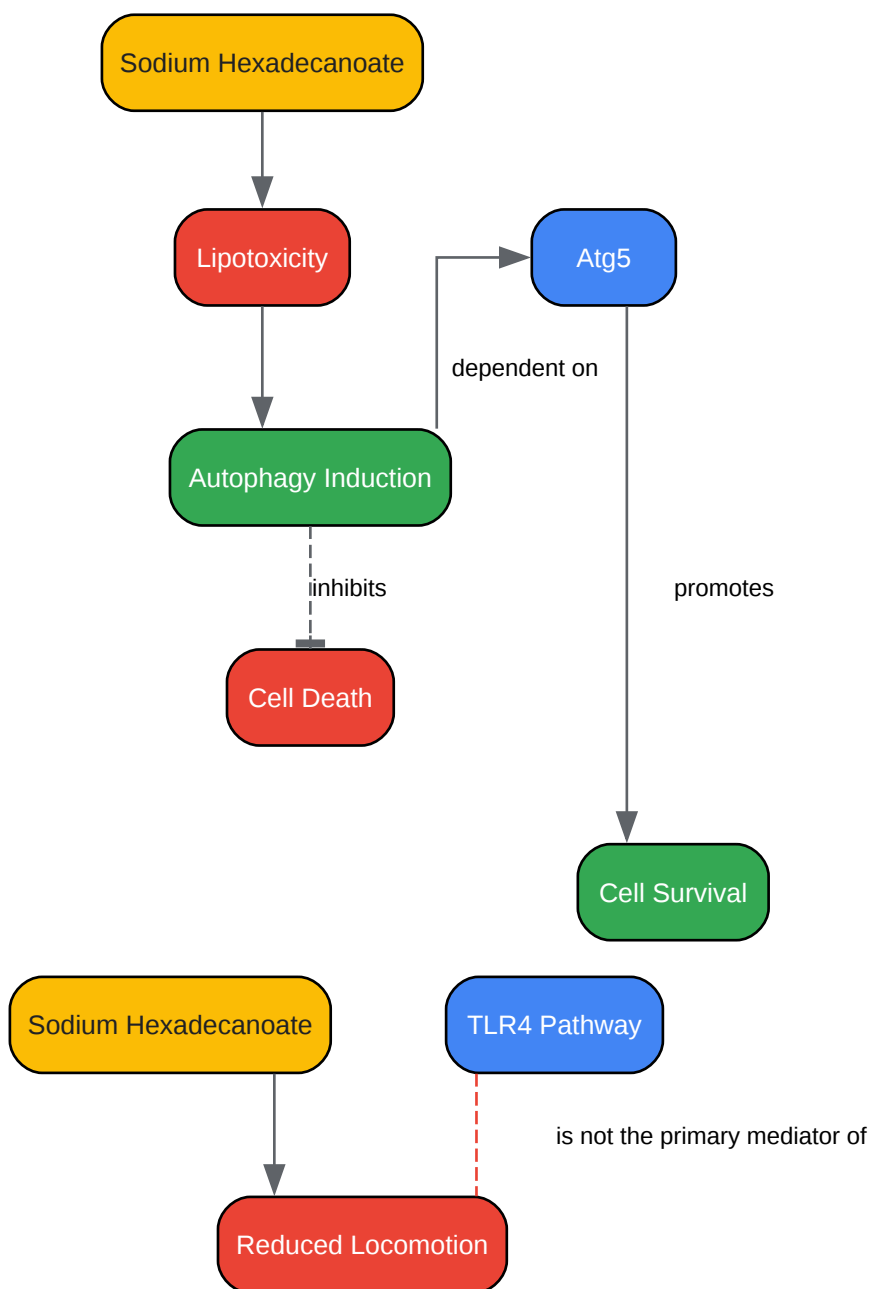 Sodium Hexadecanoate
Lipotoxicity
Atg5
dependent on
Autophagy Induction
inhibits
promotes
Cell Death
Cell Survival
Sodium Hexadecanoate
TLR4 Pathway
is not the primary mediator of
Reduced Locomotion